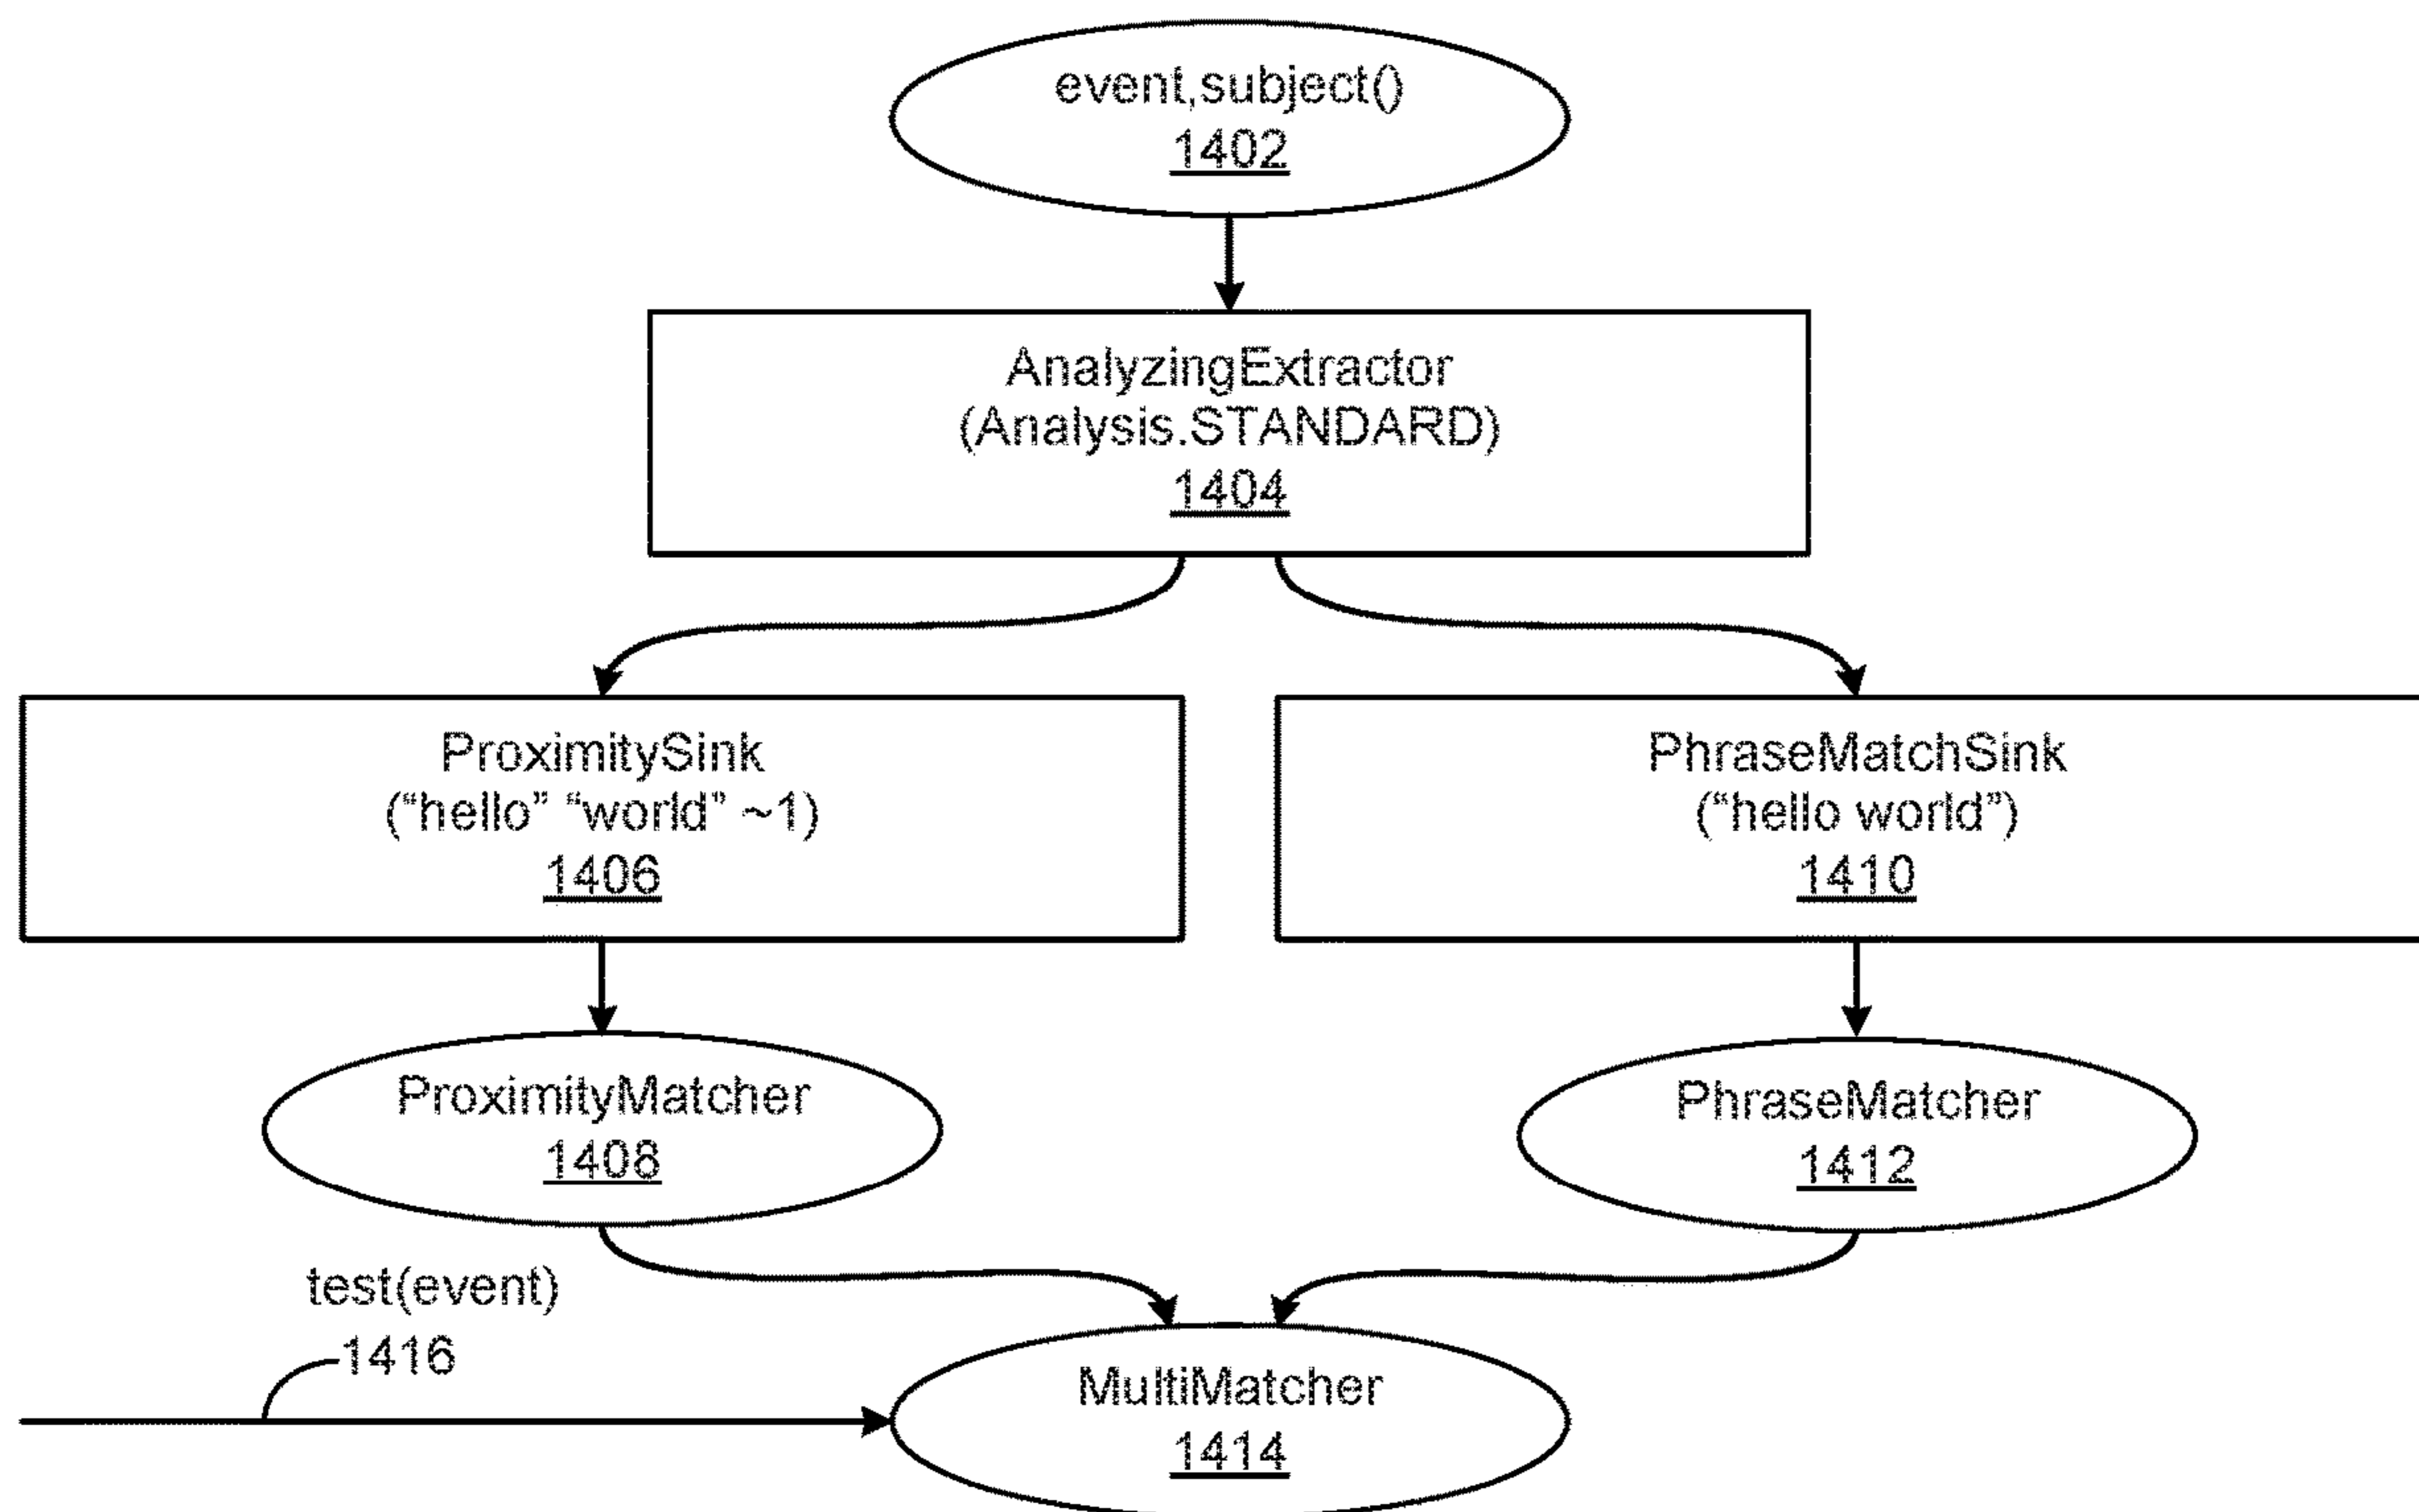 event,subject()
1402
AnalyzingExtractor
(Analysis.STANDARD)
1404
ProximitySink
(“hello” “world” ~1)
1406
PhraseMatchSink
(“hello world”)
1410
ProximityMatcher
1408
PhraseMatcher
1412
test(event)
1416
MultiMatcher
1414